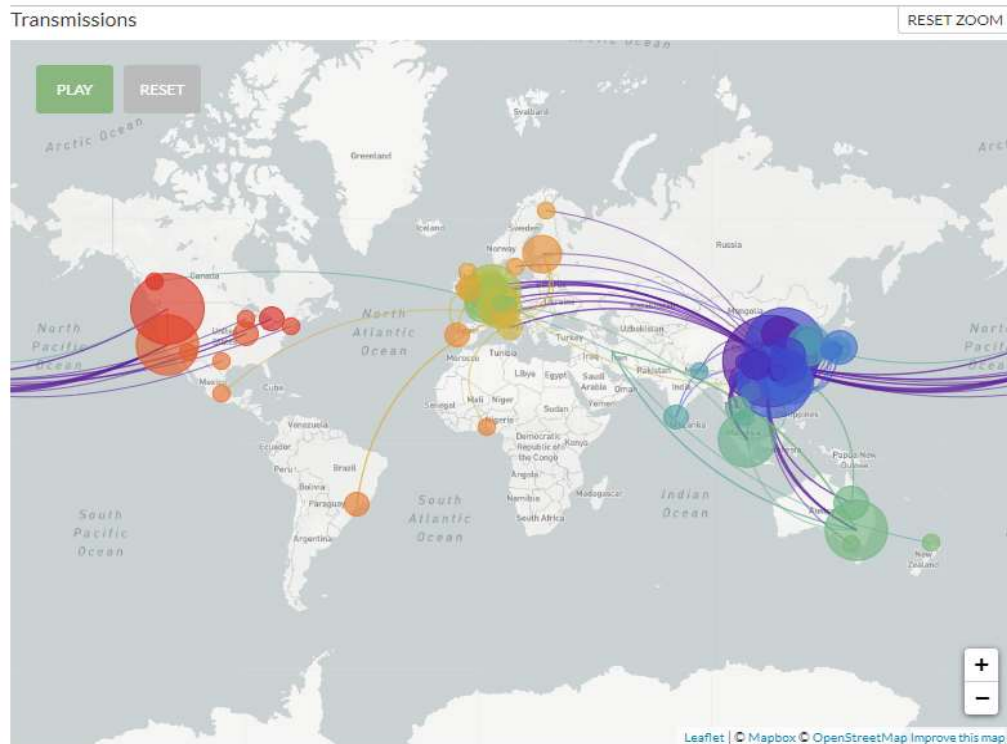 Transmissions
RESET ZOOM
PLAY
RESET
Arctic Ocean
Svalbard
Greenland
Iceland
Sweden
Norway
Russia
Canada
Ukraine
Kazakhstan
Mongolia
North
Pacific
Ocean
North
Atlantic
Ocean
Uzbekistan
Turkey
Morocco
Tunisia
Iraq
Iran
Pakistan
Libya
Egypt
Saudi
Arabia
Oman
India
Mexico
Cuba
Senegal
Mali
Niger
Sudan
Yemen
Nigeria
Venezuela
Ecuador
Democratic
Republic of
the Congo
Kenya
Papua New
Guinea
Peru
Brazil
Bolivia
Angola
Paraguay
Namibia
Madagascar
South
Pacific
Ocean
South
Atlantic
Ocean
Indian
Ocean
South Africa
Argentina
New
Zealand
+
−
Leaflet | © Mapbox © OpenStreetMap Improve this map